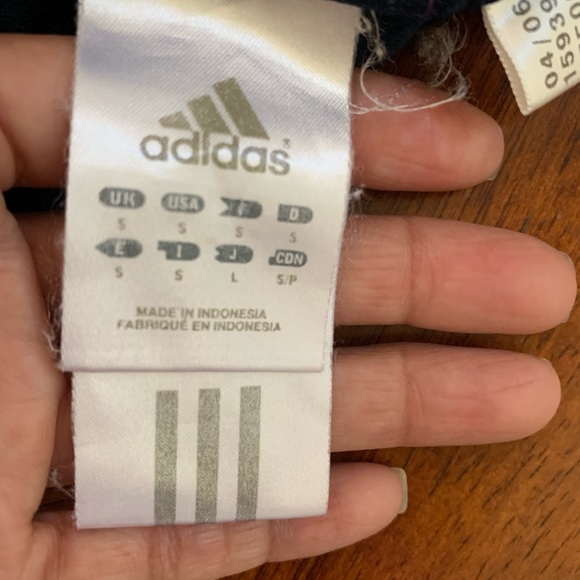 adidas
UK USA F D
S S S S
E I J CDN
S S L S/P
MADE IN INDONESIA
FABRIQUÉ EN INDONESIA
04/06